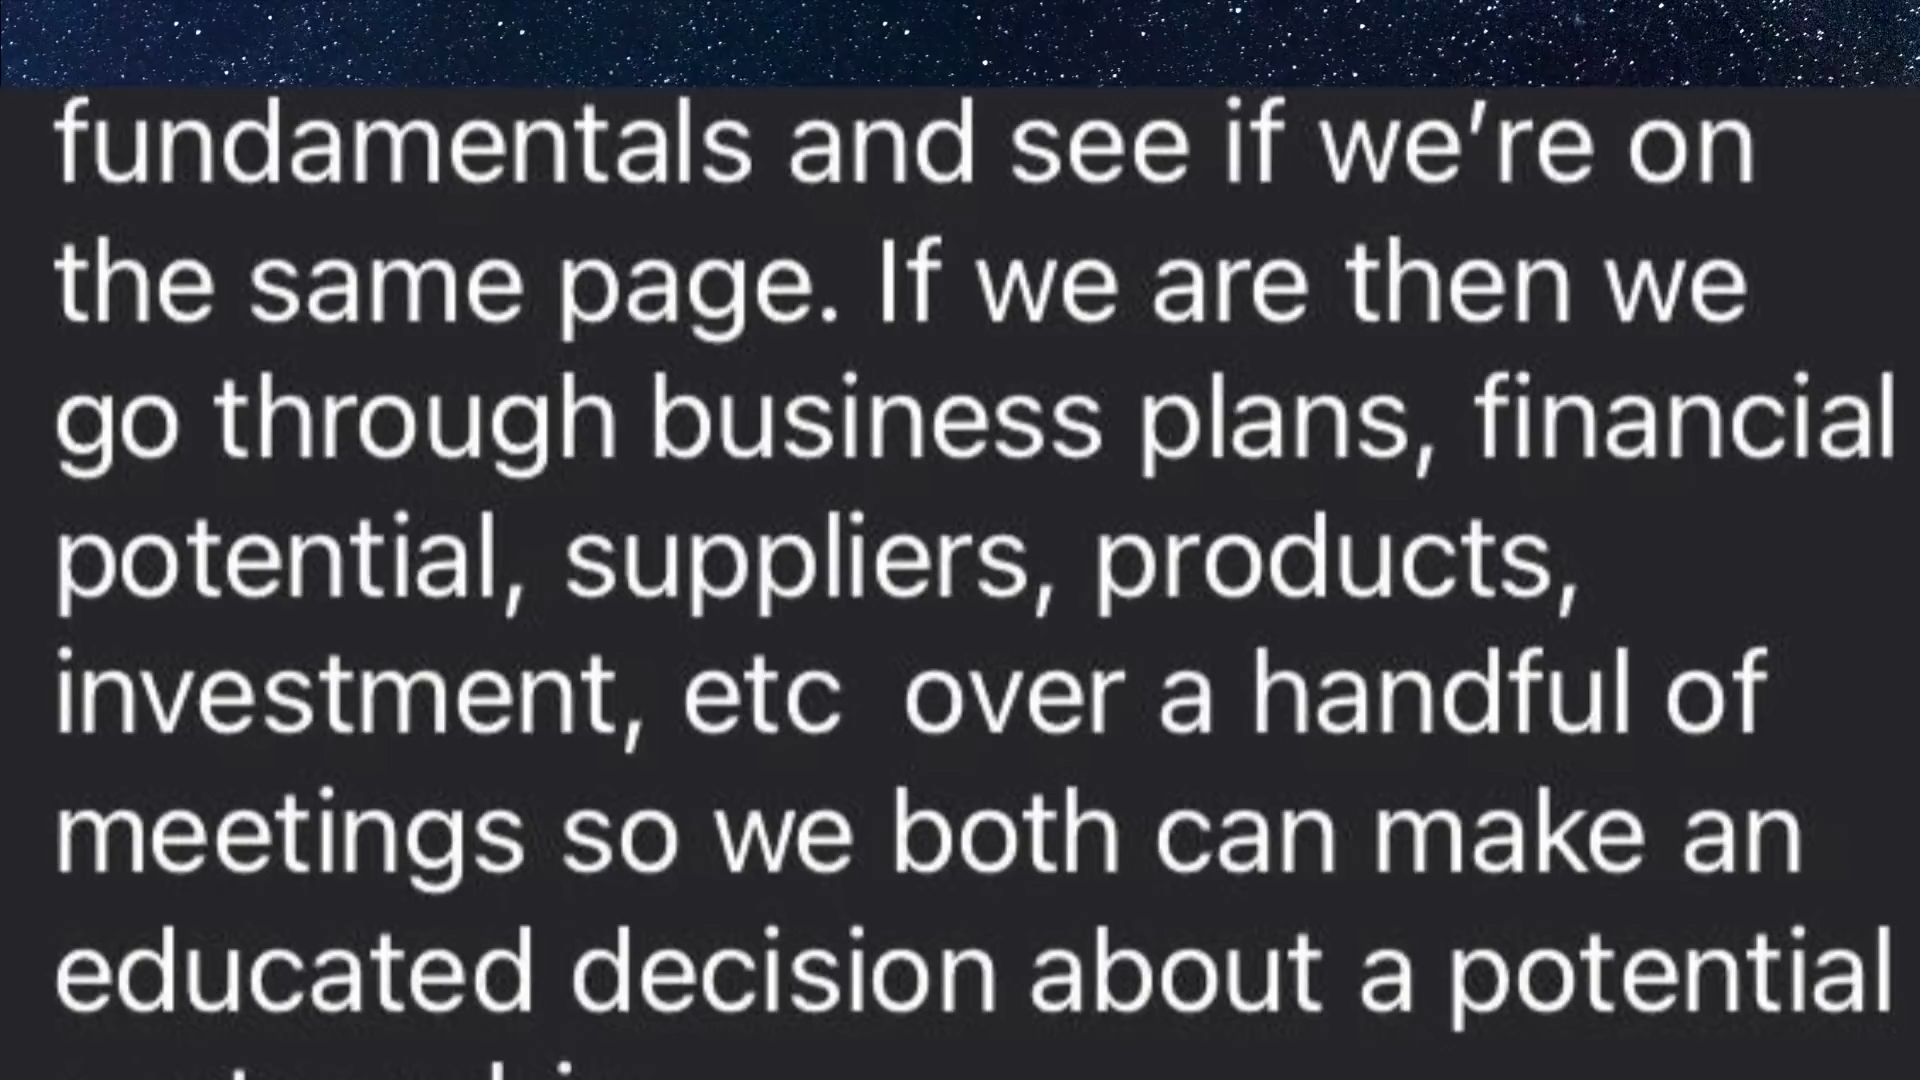 fundamentals and see if we’re on
the same page. If we are then we
go through business plans, financial
potential, suppliers, products,
investment, etc  over a handful of
meetings so we both can make an
educated decision about a potential